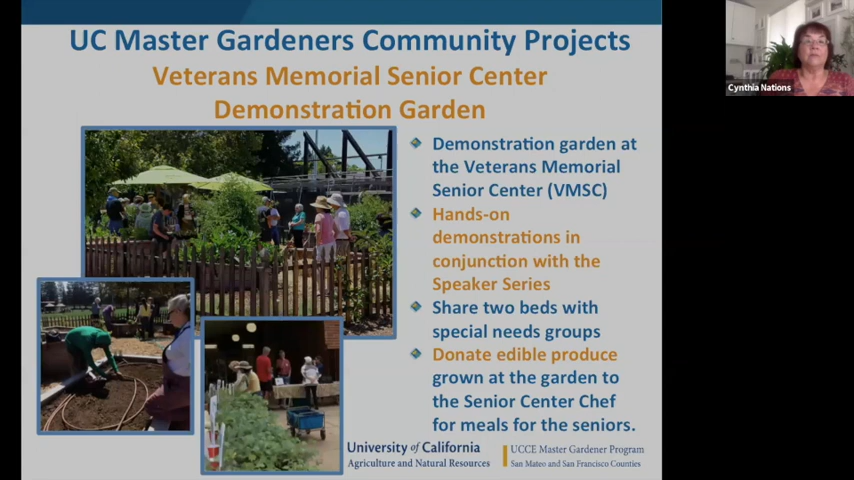 UC Master Gardeners Community Projects
Veterans Memorial Senior Center
Demonstration Garden
Demonstration garden at
the Veterans Memorial
Senior Center (VMSC)
Hands-on
demonstrations in
conjunction with the
Speaker Series
Share two beds with
special needs groups
Donate edible produce
grown at the garden to
the Senior Center Chef
for meals for the seniors.
University of California
Agriculture and Natural Resources
UCCE Master Gardener Program
San Mateo and San Francisco Counties
Cynthia Nations